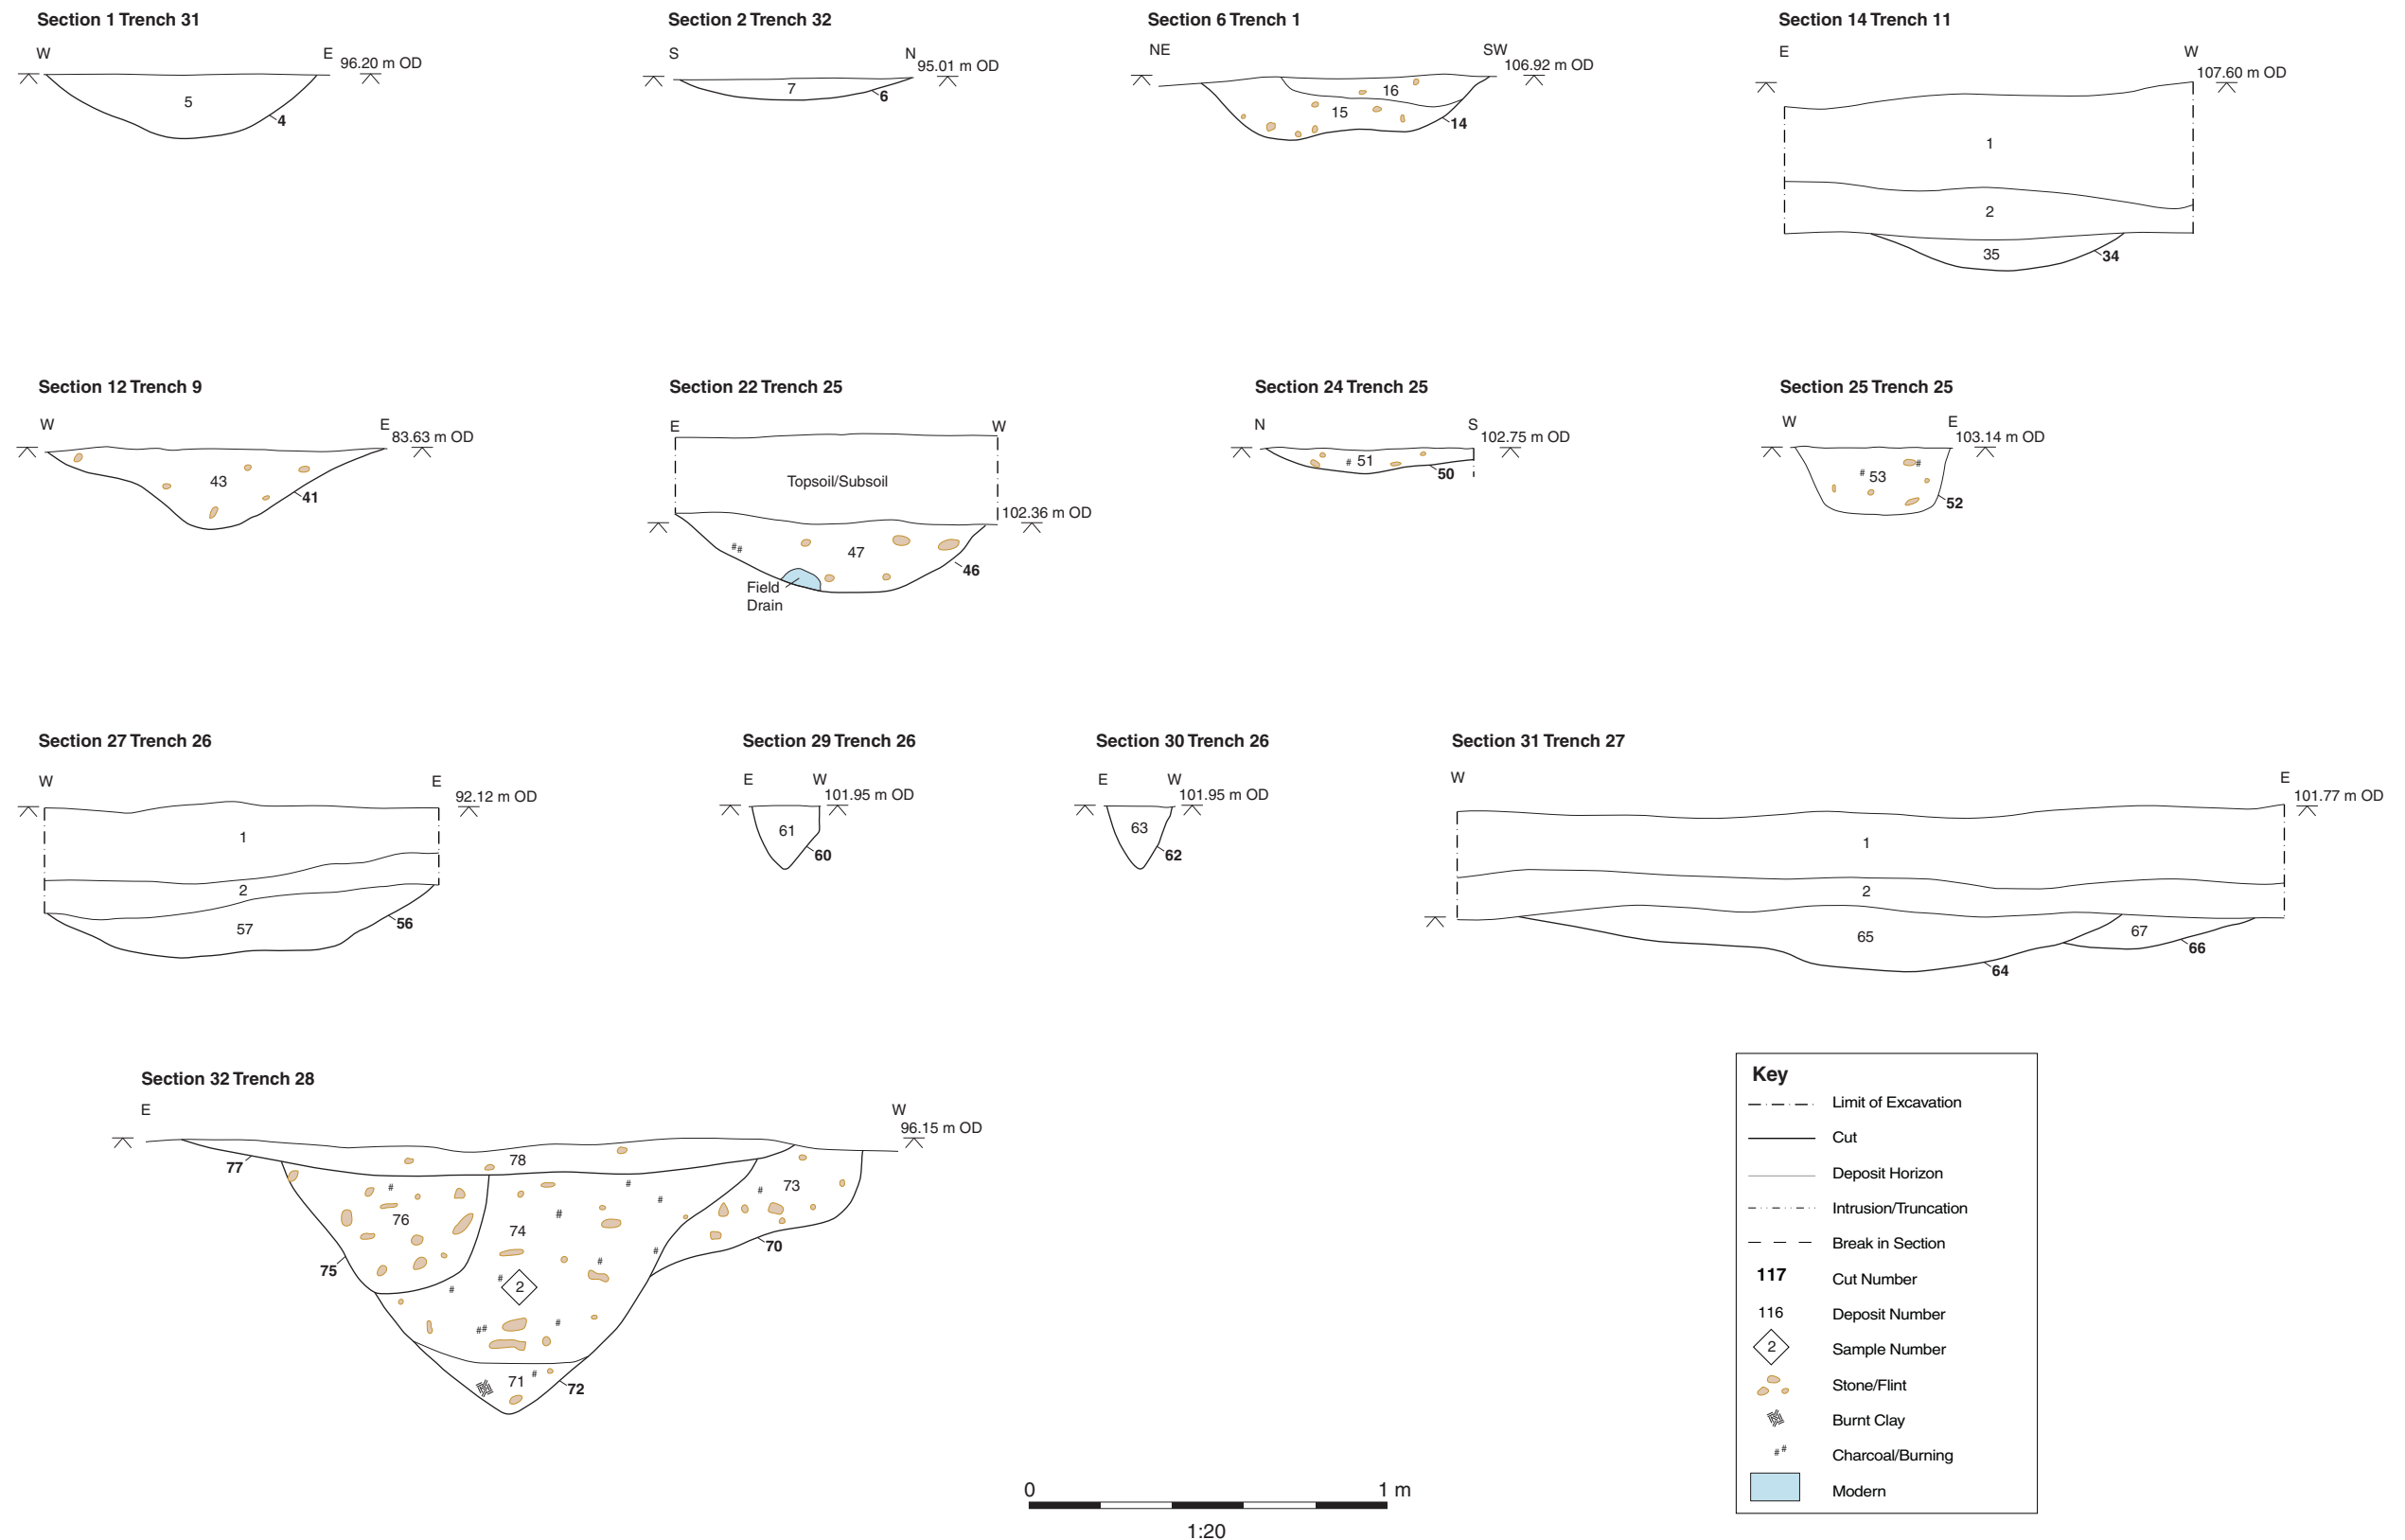 Section 1 Trench 31
W
E
96.20 m OD
5
4
Section 2 Trench 32
S
N
95.01 m OD
7
6
Section 6 Trench 1
NE
SW
106.92 m OD
16
15
14
Section 14 Trench 11
E
W
107.60 m OD
1
2
35
34
Section 12 Trench 9
W
E
83.63 m OD
43
41
Section 22 Trench 25
E
W
Topsoil/Subsoil
102.36 m OD
47
46
Field
Drain
Section 24 Trench 25
N
S
102.75 m OD
# 51
50
Section 25 Trench 25
W
E
103.14 m OD
# 53
52
Section 27 Trench 26
W
E
92.12 m OD
1
2
57
56
Section 29 Trench 26
E
W
101.95 m OD
61
60
Section 30 Trench 26
E
W
101.95 m OD
63
62
Section 31 Trench 27
W
E
101.77 m OD
1
2
65
67
66
64
Section 32 Trench 28
E
W
96.15 m OD
77
78
73
76
74
70
75
2
71
72
Key
Limit of Excavation
Cut
Deposit Horizon
Intrusion/Truncation
Break in Section
117 Cut Number
116 Deposit Number
2 Sample Number
Stone/Flint
Burnt Clay
## Charcoal/Burning
Modern
0 1 m
1:20